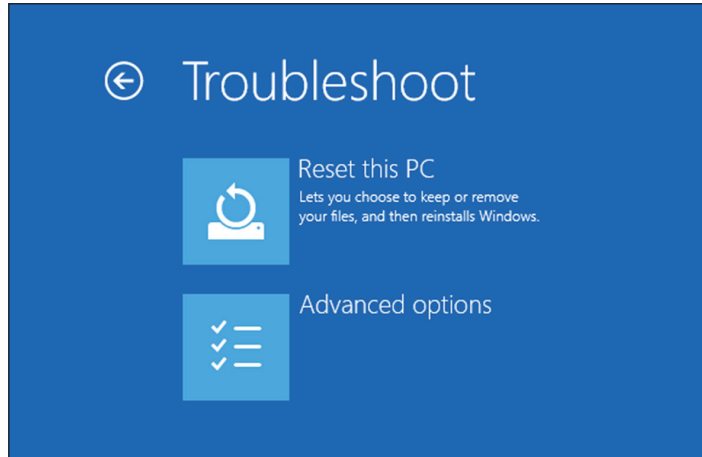 Troubleshoot
Reset this PC
Lets you choose to keep or remove
your files, and then reinstalls Windows.
Advanced options